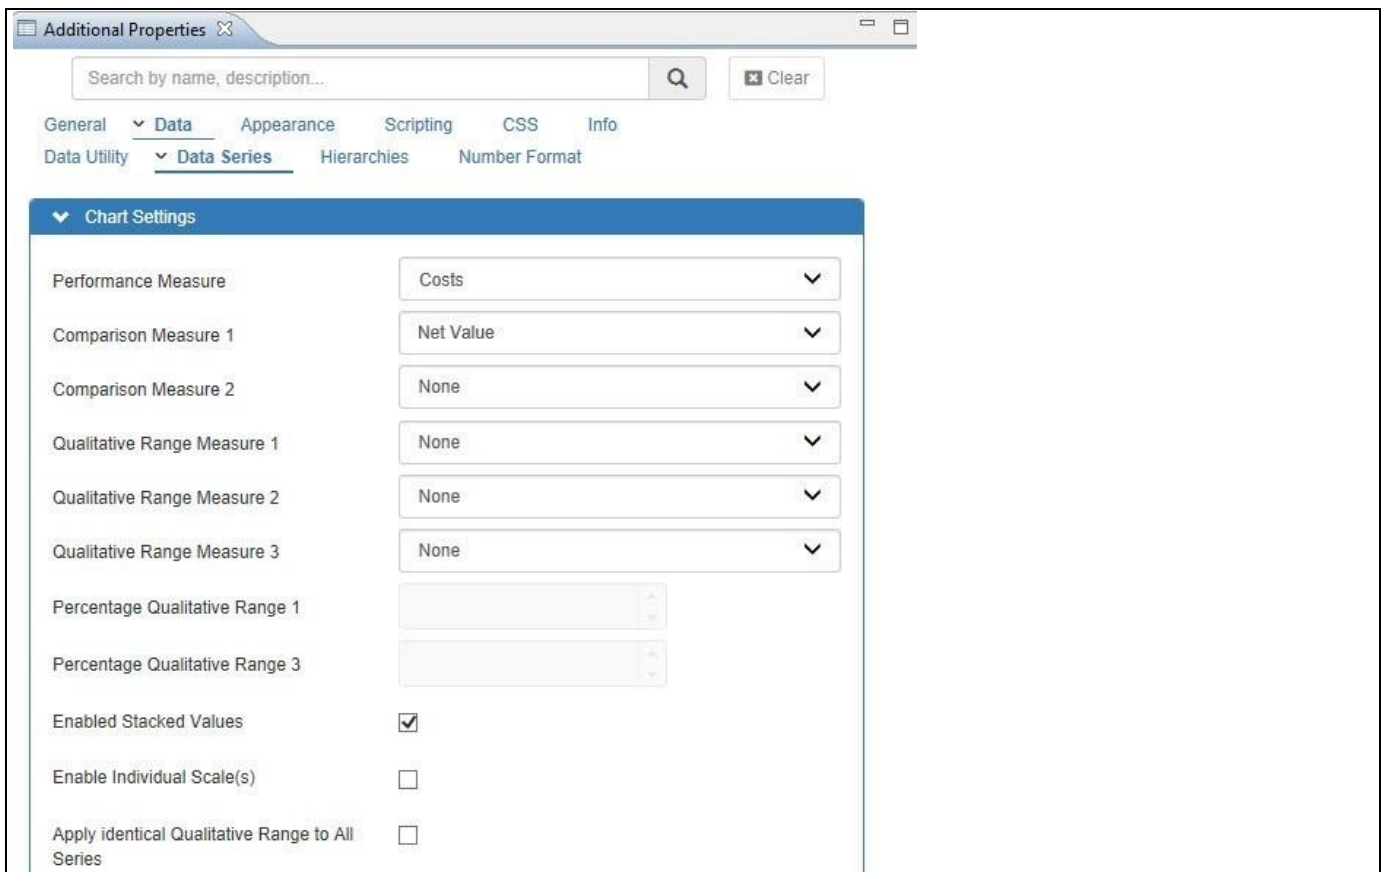 Additional Properties
Search by name, description...
Clear
General Data Appearance Scripting CSS Info
Data Utility Data Series Hierarchies Number Format
Chart Settings
Performance Measure Costs
Comparison Measure 1 Net Value
Comparison Measure 2 None
Qualitative Range Measure 1 None
Qualitative Range Measure 2 None
Qualitative Range Measure 3 None
Percentage Qualitative Range 1
Percentage Qualitative Range 3
Enabled Stacked Values
Enable Individual Scale(s)
Apply identical Qualitative Range to All
Series